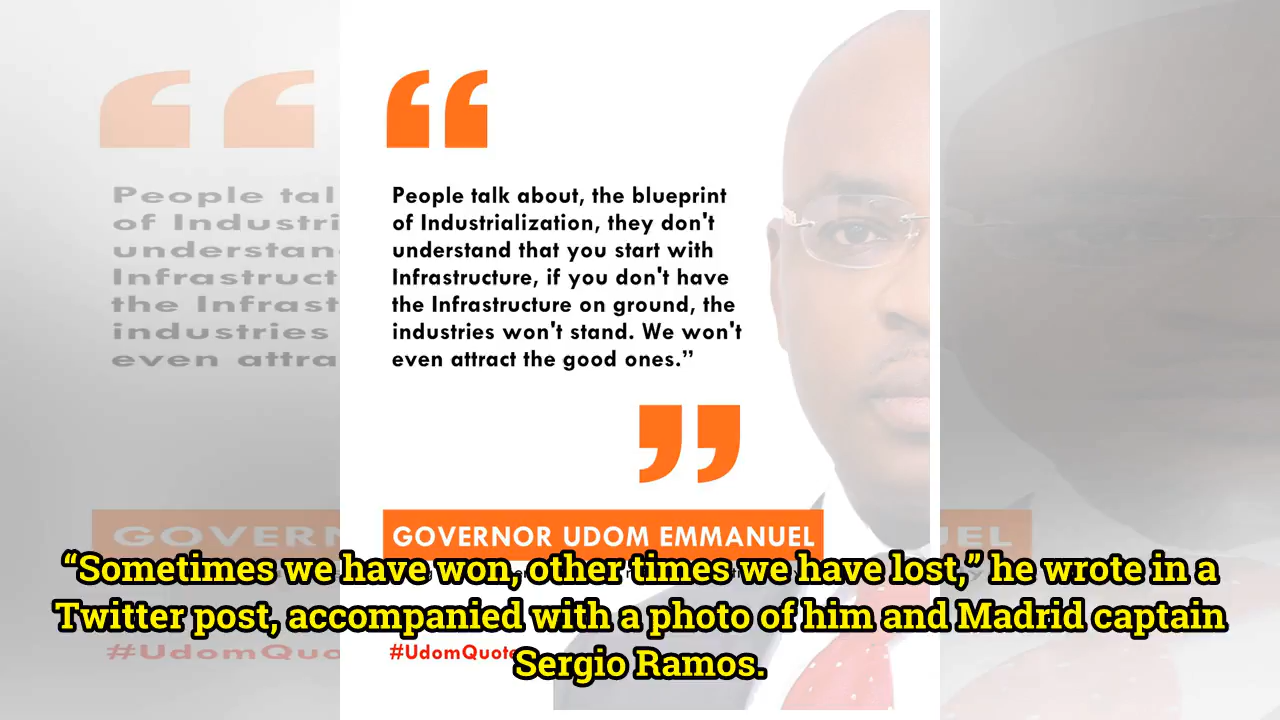 “
People talk about, the blueprint
of Industrialization, they don't
understand that you start with
Infrastructure, if you don't have
the Infrastructure on ground, the
industries won't stand. We won't
even attract the good ones.”
”
GOVERNOR UDOM EMMANUEL
“Sometimes we have won, other times we have lost,” he wrote in a
Twitter post, accompanied with a photo of him and Madrid captain
Sergio Ramos.
#UdomQuote